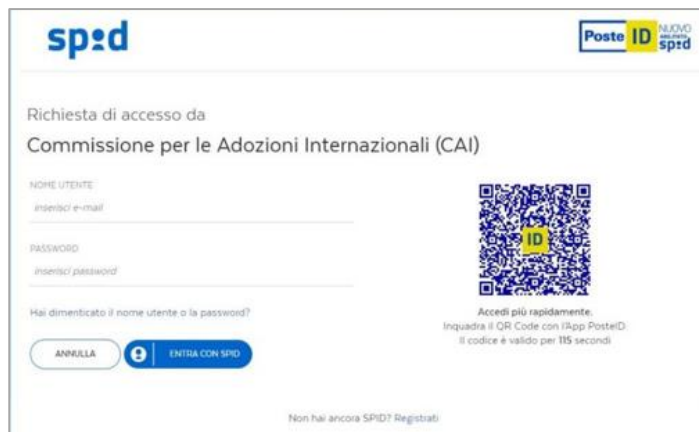 spid
Poste ID NUOVO ABILITATO spid
Richiesta di accesso da
Commissione per le Adozioni Internazionali (CAI)
NOME UTENTE
inserisci e-mail
PASSWORD
inserisci password
Hai dimenticato il nome utente o la password?
ANNULLA
ENTRA CON SPID
ID
Accedi più rapidamente.
Inquadra il QR Code con l'App PosteID.
Il codice è valido per 115 secondi
Non hai ancora SPID? Registrati